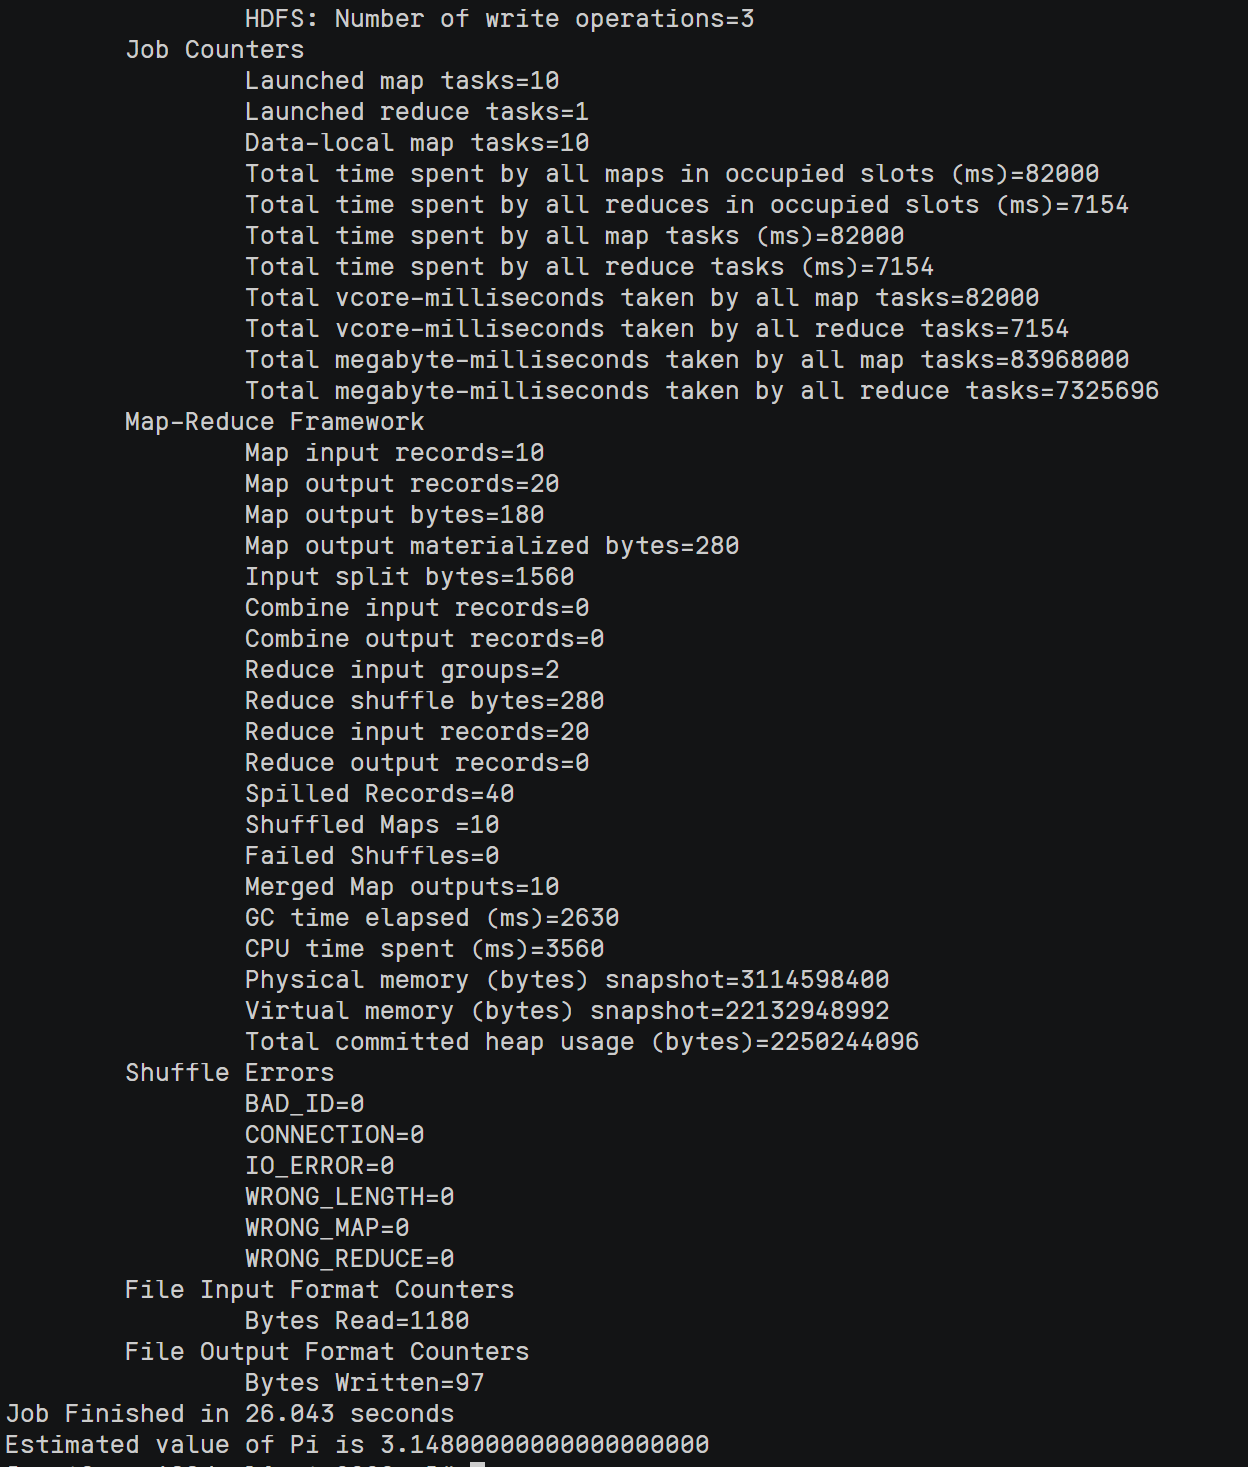 HDFS: Number of write operations=3
Job Counters
Launched map tasks=10
Launched reduce tasks=1
Data-local map tasks=10
Total time spent by all maps in occupied slots (ms)=82000
Total time spent by all reduces in occupied slots (ms)=7154
Total time spent by all map tasks (ms)=82000
Total time spent by all reduce tasks (ms)=7154
Total vcore-milliseconds taken by all map tasks=82000
Total vcore-milliseconds taken by all reduce tasks=7154
Total megabyte-milliseconds taken by all map tasks=83968000
Total megabyte-milliseconds taken by all reduce tasks=7325696
Map-Reduce Framework
Map input records=10
Map output records=20
Map output bytes=180
Map output materialized bytes=280
Input split bytes=1560
Combine input records=0
Combine output records=0
Reduce input groups=2
Reduce shuffle bytes=280
Reduce input records=20
Reduce output records=0
Spilled Records=40
Shuffled Maps =10
Failed Shuffles=0
Merged Map outputs=10
GC time elapsed (ms)=2630
CPU time spent (ms)=3560
Physical memory (bytes) snapshot=3114598400
Virtual memory (bytes) snapshot=22132948992
Total committed heap usage (bytes)=2250244096
Shuffle Errors
BAD_ID=0
CONNECTION=0
IO_ERROR=0
WRONG_LENGTH=0
WRONG_MAP=0
WRONG_REDUCE=0
File Input Format Counters
Bytes Read=1180
File Output Format Counters
Bytes Written=97
Job Finished in 26.043 seconds
Estimated value of Pi is 3.14800000000000000000